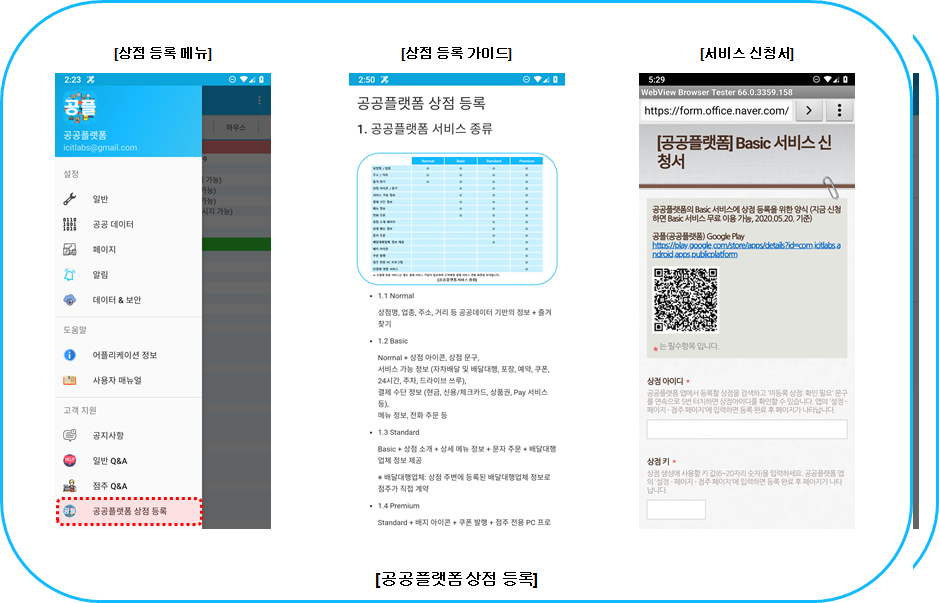 [상점 등록 메뉴]
2:23
공플
공공플랫폼
icitlabs@gmail.com
하우스
설정
일반
공공 데이터
페이지
알림
데이터 & 보안
가능)
가능)
시지 가능)
도움말
어플리케이션 정보
사용자 매뉴얼
고객 지원
공지사항
일반 Q&A
점주 Q&A
공공플랫폼 상점 등록
[상점 등록 가이드]
2:50
공공플랫폼 상점 등록
1. 공공플랫폼 서비스 종류
Normal Basic Standard Premium
[공공플랫폼 서비스 종류]
• 1.1 Normal
상점명, 업종, 주소, 거리 등 공공데이터 기반의 정보 + 즐겨
찾기
• 1.2 Basic
Normal + 상점 아이콘, 상점 문구,
서비스 가능 정보 (자차배달 및 배달대행, 포장, 예약, 쿠폰,
24시간, 주차, 드라이브 쓰루),
결제 수단 정보 (현금, 신용/체크카드, 상품권, Pay 서비스
등),
메뉴 정보, 전화 주문 등
• 1.3 Standard
Basic + 상점 소개 + 상세 메뉴 정보 + 문자 주문 + 배달대행
업체 정보 제공
※ 배달대행업체: 상점 주변에 등록된 배달대행업체 정보로
점주가 직접 계약
• 1.4 Premium
Standard + 배지 아이콘 + 쿠폰 발행 + 점주 전용 PC 프로
[서비스 신청서]
5:29
WebView Browser Tester 66.0.3359.158
https://form.office.naver.com/
[공공플랫폼] Basic 서비스 신
청서
공공플랫폼의 Basic 서비스에 상점 등록을 위한 양식 (지금 신청
하면 Basic 서비스 무료 이용 가능, 2020.05.20. 기준)
공플(공공플랫폼) Google Play
https://play.google.com/store/apps/details?id=com.icitlabs.a
ndroid.apps.publicplatform
* 는 필수항목 입니다.
상점 아이디 *
공공플랫폼 앱에서 등록할 상점을 검색하고 '미등록 상점: 확인 필요' 문구
를 연속으로 5번 터치하면 상점아이디를 확인할 수 있습니다. 앱의 '설정 -
페이지 - 점주 페이지'에 입력하면 등록 완료 후 페이지가 나타납니다.
상점 키 *
상점 생성에 사용할 키 값(6~20자리 숫자)을 입력하세요. 공공플랫폼 앱
의 '설정 - 페이지 - 점주 페이지'에 입력하면 등록 완료 후 페이지가 나타
납니다.
[공공플랫폼 상점 등록]